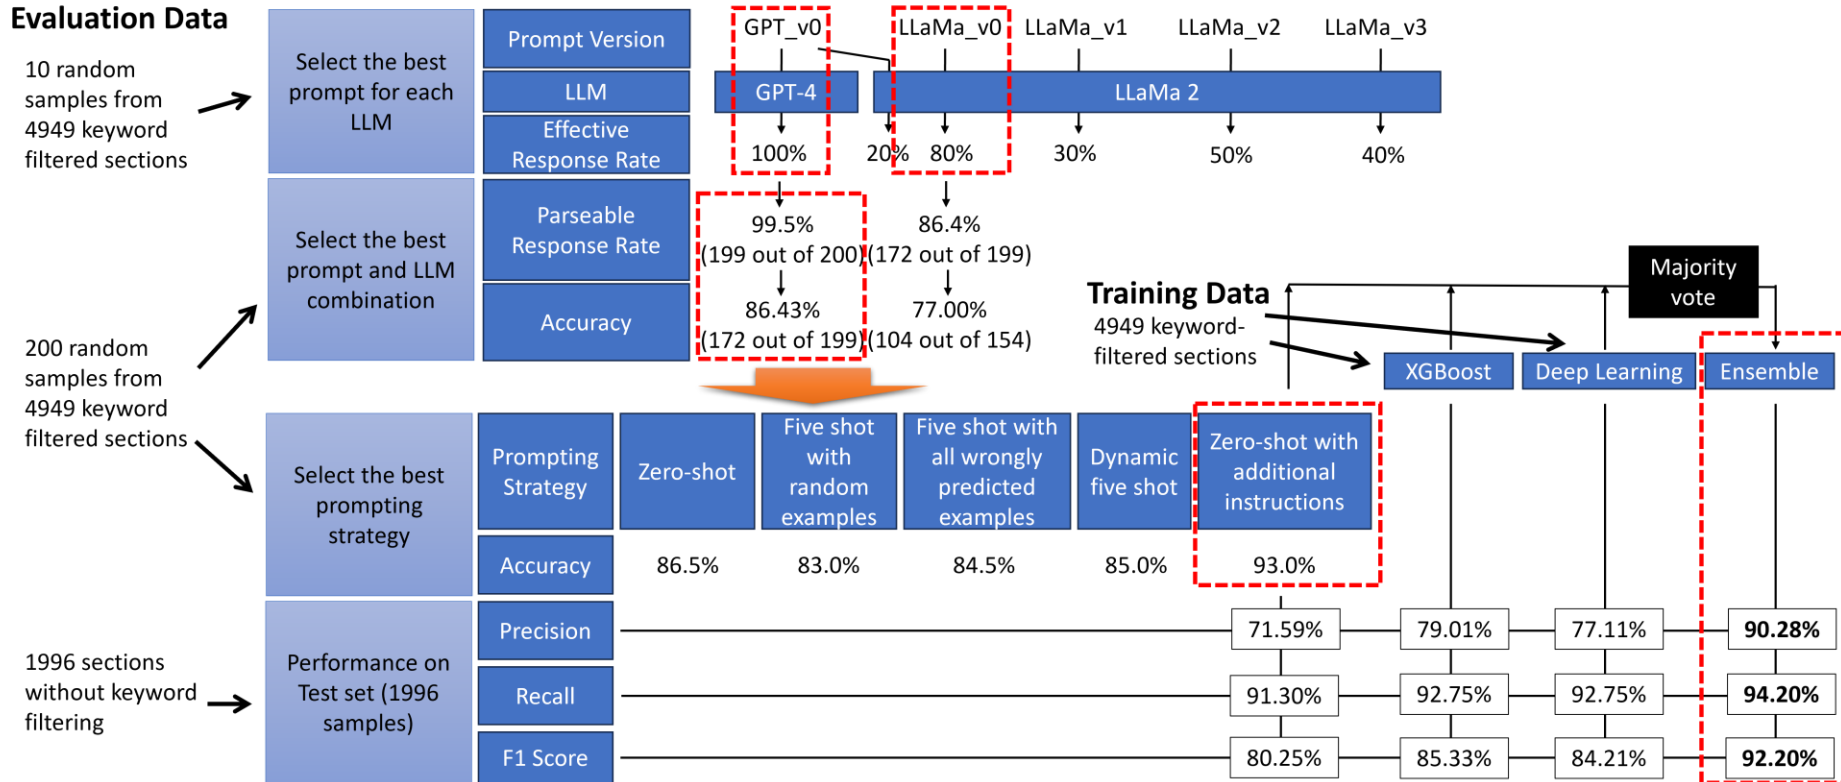 Evaluation Data
10 random
samples from
4949 keyword
filtered sections
Select the best
prompt for each
LLM
Prompt Version
GPT_v0
LLaMa_v0
LLaMa_v1
LLaMa_v2
LLaMa_v3
LLM
GPT-4
LLaMa 2
Effective
Response Rate
100%
20%
80%
30%
50%
40%
200 random
samples from
4949 keyword
filtered sections
Select the best
prompt and LLM
combination
Parseable
Response Rate
99.5%
(199 out of 200)
86.4%
(172 out of 199)
Accuracy
86.43%
(172 out of 199)
77.00%
(104 out of 154)
Training Data
4949 keyword-
filtered sections
Majority
vote
XGBoost
Deep Learning
Ensemble
Select the best
prompting
strategy
Prompting
Strategy
Zero-shot
Five shot
with
random
examples
Five shot with
all wrongly
predicted
examples
Dynamic
five shot
Zero-shot with
additional
instructions
Accuracy
86.5%
83.0%
84.5%
85.0%
93.0%
1996 sections
without keyword
filtering
Performance on
Test set (1996
samples)
Precision
71.59%
79.01%
77.11%
90.28%
Recall
91.30%
92.75%
92.75%
94.20%
F1 Score
80.25%
85.33%
84.21%
92.20%